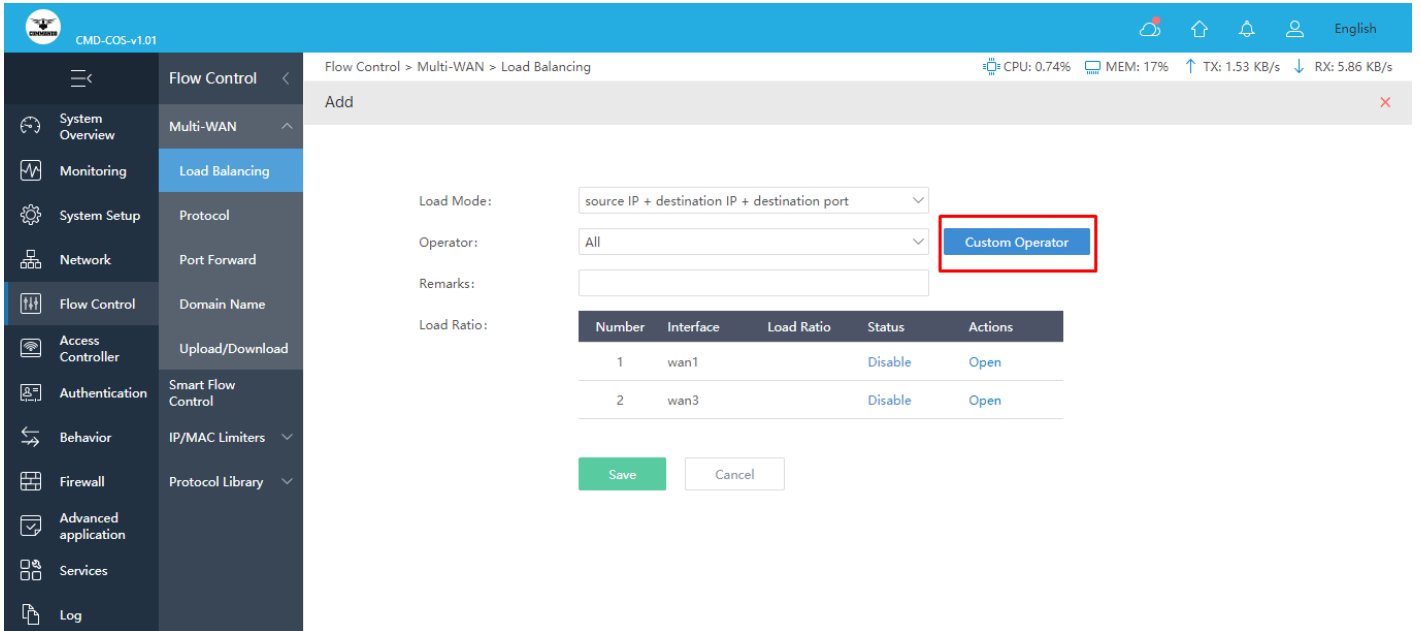 COMMANDO
CMD-COS-v1.01
English
Flow Control
Flow Control > Multi-WAN > Load Balancing
CPU: 0.74%
MEM: 17%
TX: 1.53 KB/s
RX: 5.86 KB/s
Add
System
Overview
Monitoring
System Setup
Network
Flow Control
Access
Controller
Authentication
Behavior
Firewall
Advanced
application
Services
Log
Multi-WAN
Load Balancing
Protocol
Port Forward
Domain Name
Upload/Download
Smart Flow
Control
IP/MAC Limiters
Protocol Library
Load Mode:
source IP + destination IP + destination port
Operator:
All
Custom Operator
Remarks:
Load Ratio:
Number Interface Load Ratio Status Actions
1 wan1 Disable Open
2 wan3 Disable Open
Save
Cancel